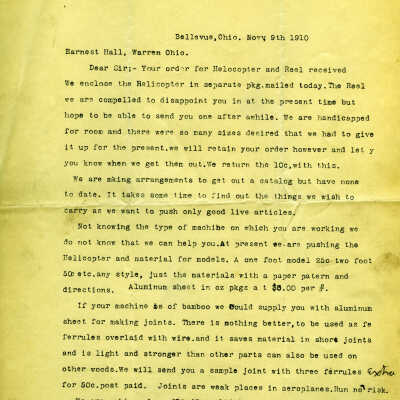 Bellevue,Ohio. Novy 9th 1910
Earnest Hall, Warren Ohio.
Dear Sir;- Your order for Helocopter and Reel received
We enclose the Helicopter in separate pkg.mailed today.The Reel
we are compelled to disappoint you in at the present time but
hope to be able to send you one after awhile. We are handicapped
for room and there were so many sizes desired that we had to give
it up for the present.we will retain your order however and let y
you know when we get them out.We return the 10c,with this.
We are making arrangements to get out a catalog but have none
to date. It takes some time to find out the things we wish to
carry as we want to push only good live articles.
Not knowing the type of machine on which you are working we
do not know that we can help you.At present we are pushing the
Helicopter and material for models. A one foot model 25c two foot
50c etc.any style, just the materials with a paper patern and
directions. Aluminum sheet in oz pkgs a t $8.00 per #.
If your machine is of bamboo we could supply you with aluminum
sheet for making joints. There is nothing better,to be used as fe
ferrules overlaid with wire.and it saves material in short joints
and is light and stronger than other parts can also be used on
other woods.We will send you a sample joint with three ferrules Extra
for 50c.post paid. Joints are weak places in aeroplanes.Run no risk.